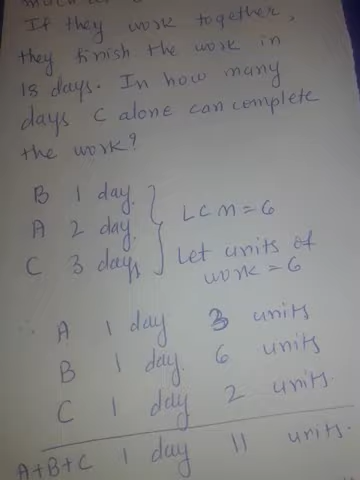 If they work together,
they finish the work in
18 days. In how many
days C alone can complete
the work?
B 1 day.
A 2 day. LCM = 6
C 3 days Let units of
work = 6
∴ A 1 day 3 units
B 1 day. 6 units
C 1 day 2 units.
A+B+C 1 day 11 units.